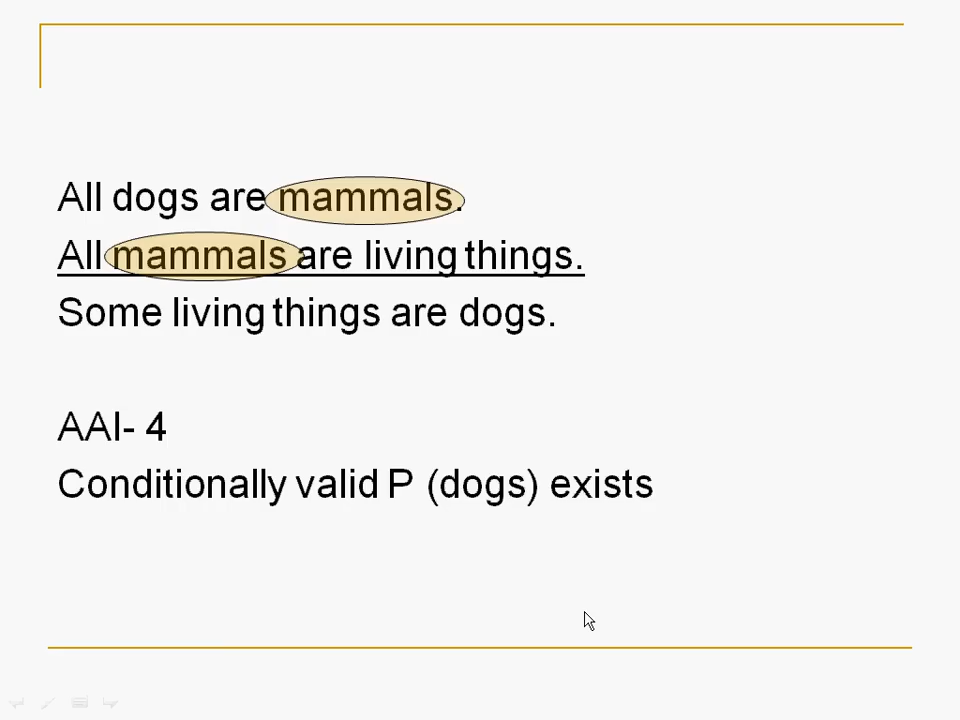 All dogs are mammals.
All mammals are living things.
Some living things are dogs.
AAI- 4
Conditionally valid P (dogs) exists